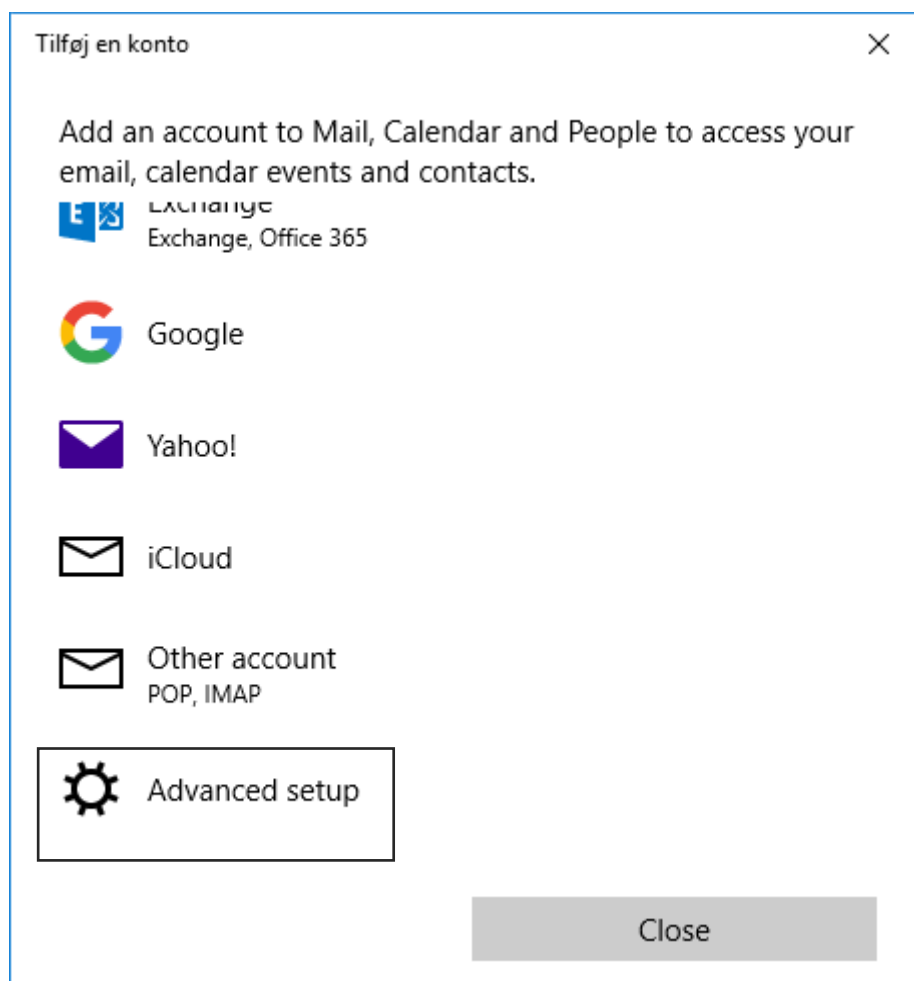 Tilføj en konto
Add an account to Mail, Calendar and People to access your
email, calendar events and contacts.
Exchange
Exchange, Office 365
Google
Yahoo!
iCloud
Other account
POP, IMAP
Advanced setup
Close